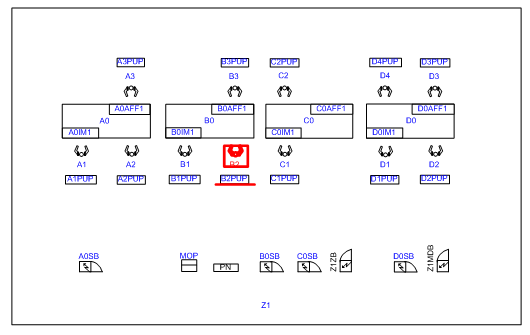 A3PUP B3PUP C2PUP D4PUP D3PUP
A3 B3 C2 D4 D3
A0AFF1 B0AFF1 C0AFF1 D0AFF1
A0 B0 C0 D0
A0IM1 B0IM1 C0IM1 D0IM1
A1 A2 B1 B2 C1 D1 D2
A1PUP A2PUP B1PUP B2PUP C1PUP D1PUP D2PUP
A0SB MOP PN B0SB C0SB Z1ZB D0SB Z1MDB
Z1